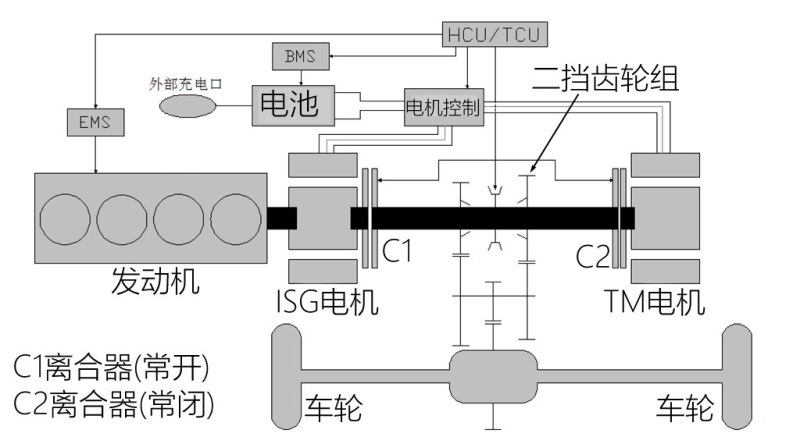 HCU/TCU
BMS
外部充电口
电池
电机控制
二挡齿轮组
EMS
C1
C2
发动机
ISG电机
TM电机
C1离合器(常开)
C2离合器(常闭)
车轮
车轮